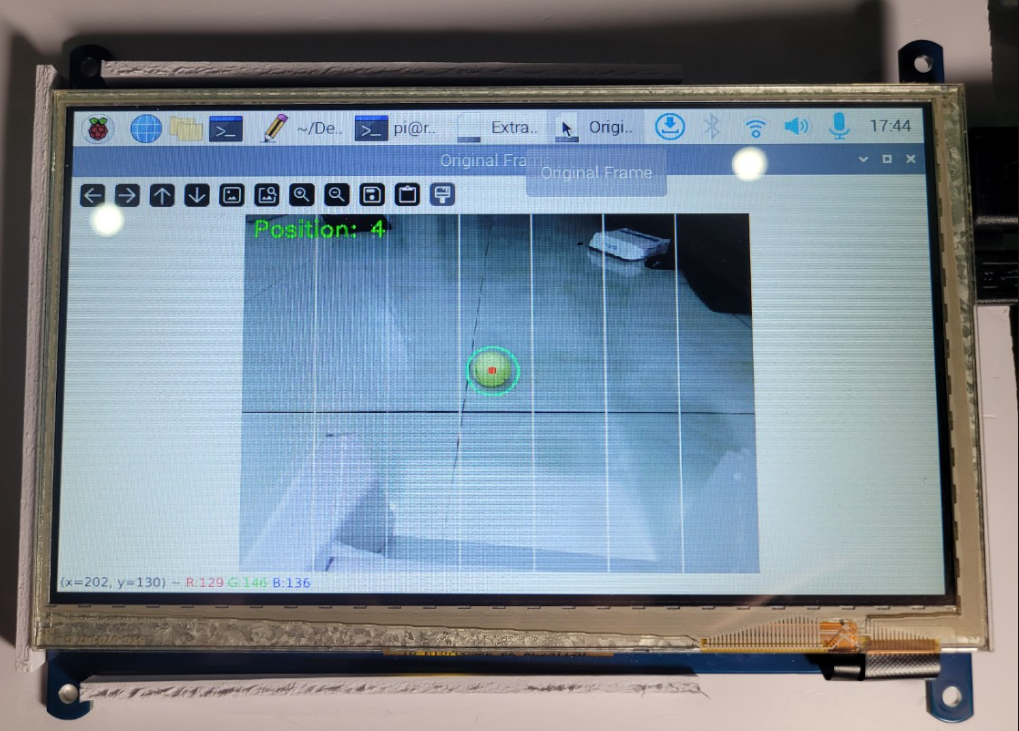 ~/De.. pi@r.. Extra.. Origi.. 17:44
Original Fra
Original Frame
Position: 4
(x=202, y=130) ~ R:129 G:146 B:136